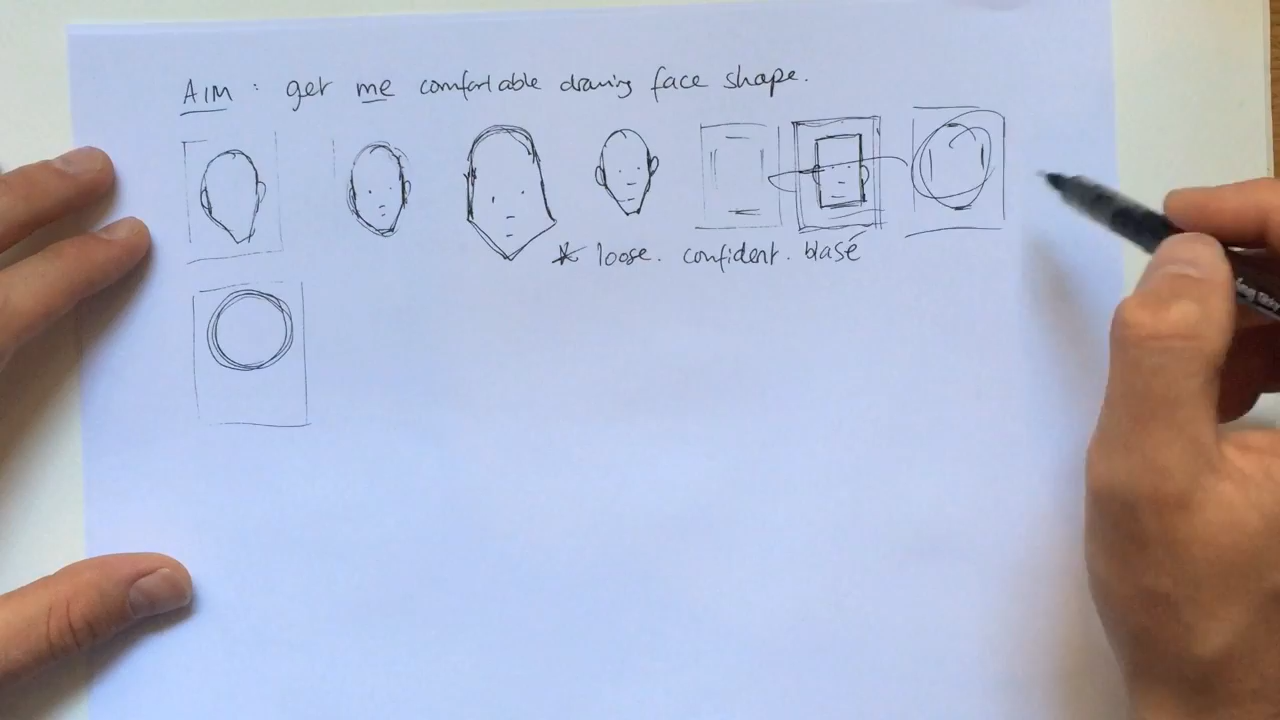 AIM : get me comfortable drawing face shape.
* loose. confident. blasé